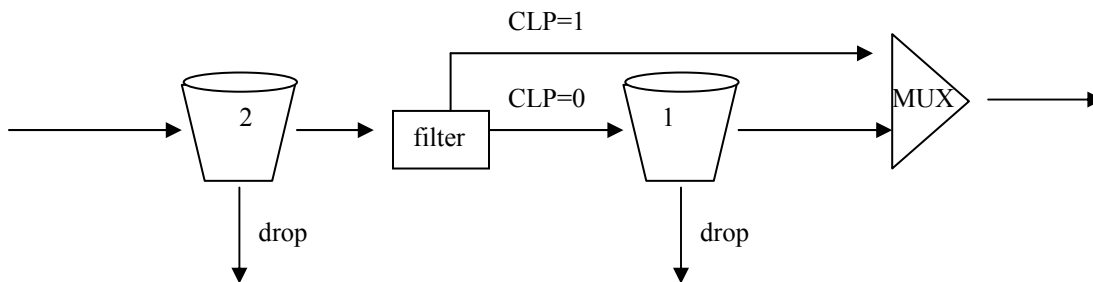 CLP=1
2
CLP=0
1
MUX
filter
drop
drop